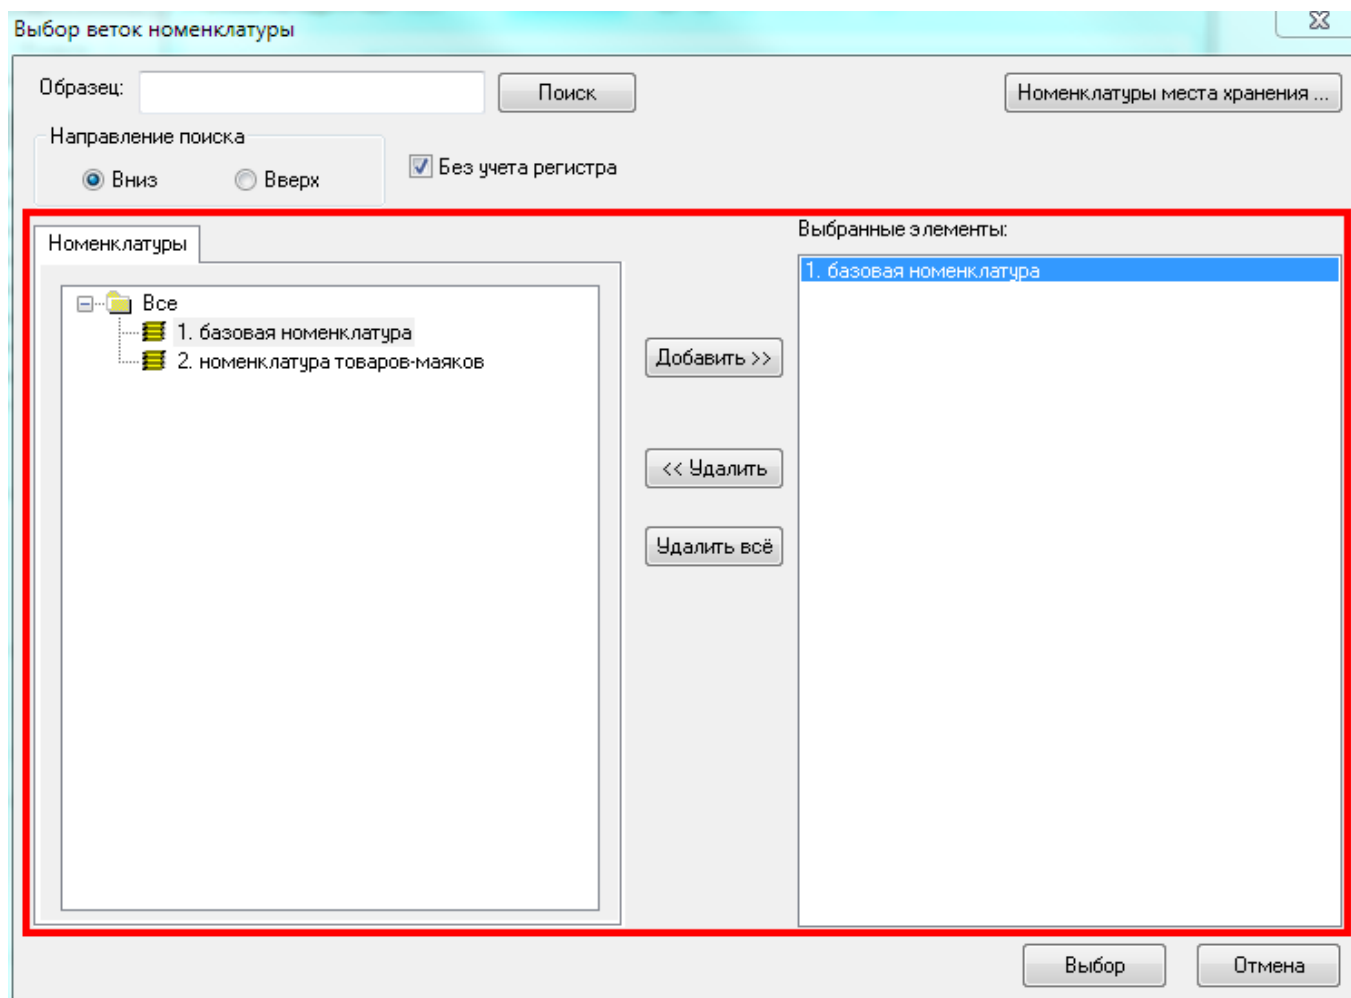 Выбор веток номенклатуры
Образец:
Поиск
Номенклатуры места хранения ...
Направление поиска
Вниз
Вверх
Без учета регистра
Номенклатуры
Выбранные элементы:
Все
1. базовая номенклатура
2. номенклатура товаров-маяков
1. базовая номенклатура
Добавить >>
<< Удалить
Удалить всё
Выбор
Отмена